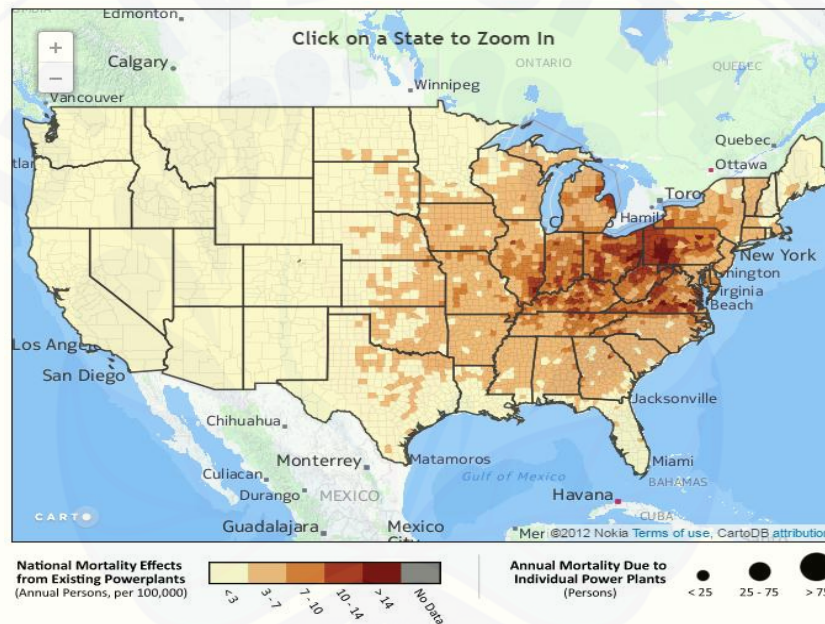 Edmonton
Click on a State to Zoom In
+
−
Calgary
ONTARIO
QUEBEC
Winnipeg
Vancouver
Quebec
Ottawa
Toro
Hamil
New York
Virginia
Beach
Los Ange
San Diego
Jacksonville
Chihuahua
Monterrey
Matamoros
Gulf of Mexico
Miami
BAHAMAS
Culiacan
Durango
MEXICO
Havana
CUBA
CARTO
Guadalajara
Mexico
©2012 Nokia Terms of use, CartoDB attribution
National Mortality Effects
from Existing Powerplants
(Annual Persons, per 100,000)
<3
3 - 7
7 - 10
10 - 14
> 14
No Data
Annual Mortality Due to
Individual Power Plants
(Persons)
< 25
25 - 75
> 75